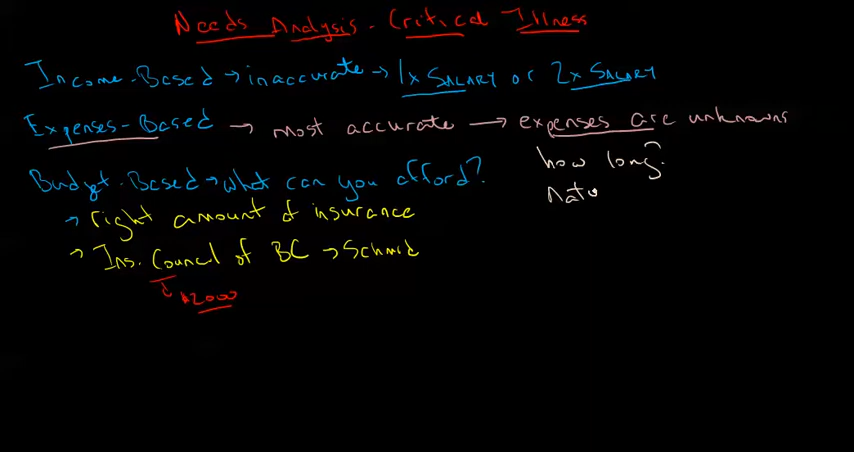 Needs Analysis - Critical Illness
Income-Based → inaccurate → 1x SALARY or 2x SALARY
Expenses-Based → most accurate → expenses are unknowns
how long?
Natu
Budget-Based → what can you afford?
→ right amount of insurance
→ Ins. Council of BC → Schmid
↳ $2000